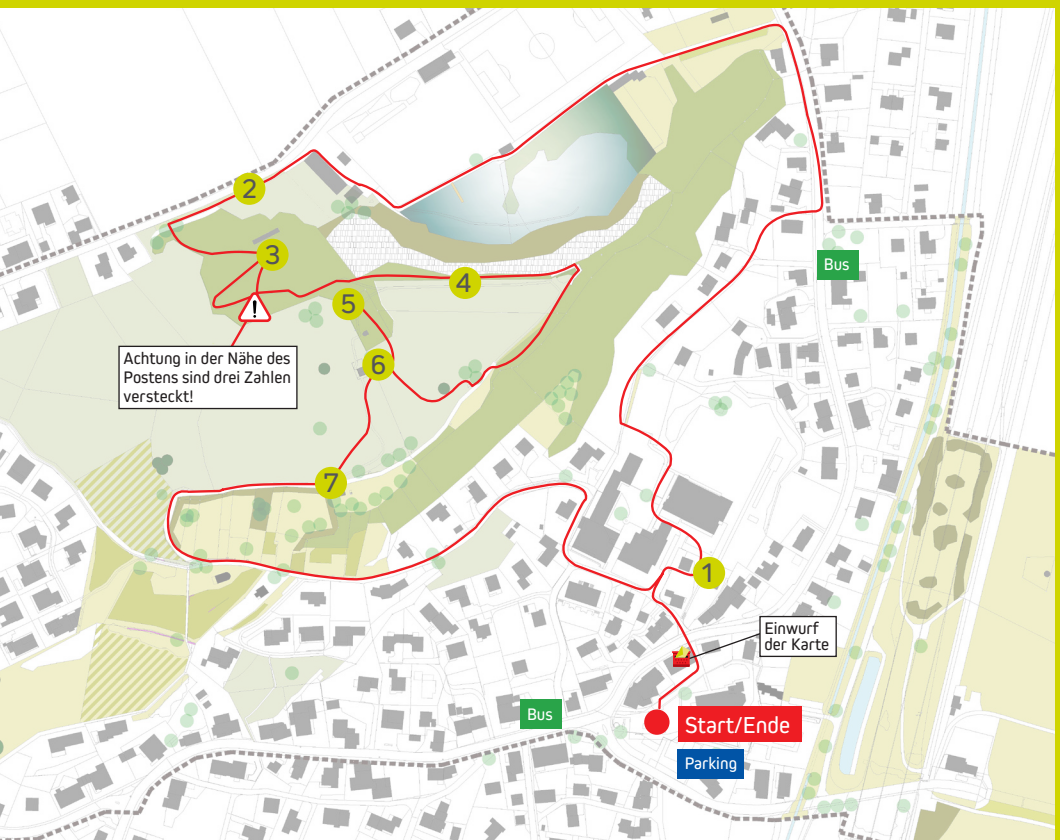 2
3
4
Bus
5
!
Achtung in der Nähe des
Postens sind drei Zahlen
versteckt!
6
7
1
Einwurf
der Karte
Bus
Start/Ende
Parking